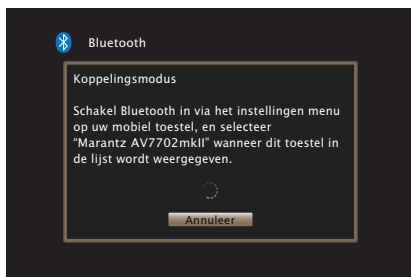 Bluetooth
Koppelingsmodus
Schakel Bluetooth in via het instellingen menu
op uw mobiel toestel, en selecteer
“Marantz AV7702mkII” wanneer dit toestel in
de lijst wordt weergegeven.
Annuleer